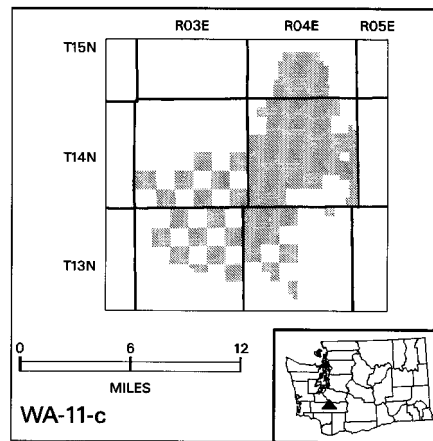 R03E R04E R05E
T15N
T14N
T13N
0 6 12
MILES
WA-11-c